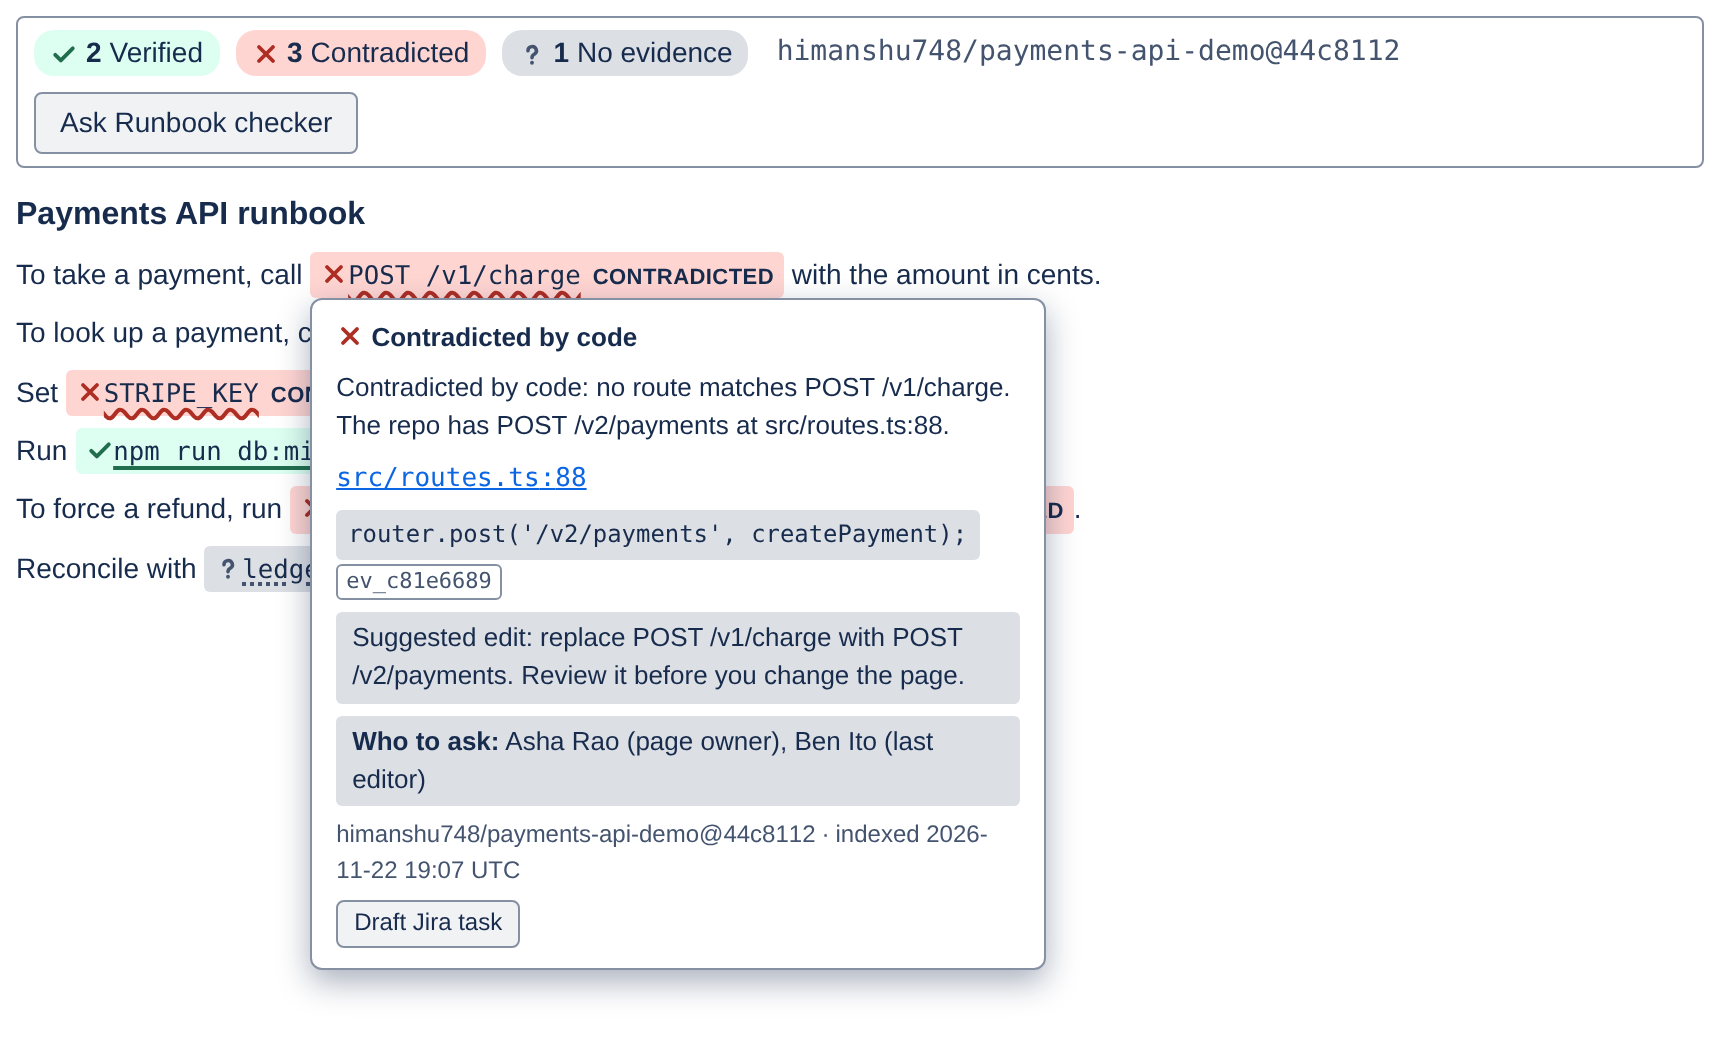 2 Verified 3 Contradicted ? 1 No evidence himanshu748/payments-api-demo@44c8112
Ask Runbook checker
Payments API runbook
To take a payment, call POST /v1/charge CONTRADICTED with the amount in cents.
Contradicted by code
To look up a payment,
Contradicted by code: no route matches POST /v1/charge.
Set STRIPE_KEY
The repo has POST /v2/payments at src/routes.ts:88.
Run npm run
src/routes.ts:88
To force a refund, run
router.post('/v2/payments', createPayment);
Reconcile with ?
ev_c81e6689
Suggested edit: replace POST /v1/charge with POST
/v2/payments. Review it before you change the page.
Who to ask: Asha Rao (page owner), Ben Ito (last
editor)
himanshu748/payments-api-demo@44c8112 · indexed 2026-
11-22 19:07 UTC
Draft Jira task